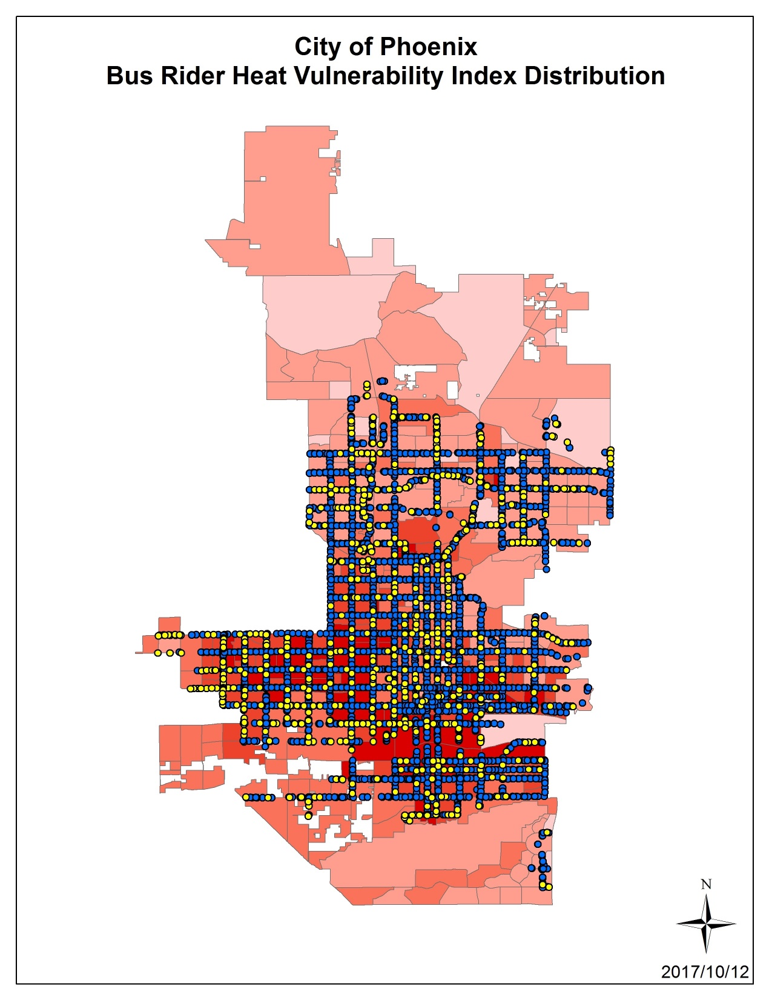 City of Phoenix
Bus Rider Heat Vulnerability Index Distribution
N
2017/10/12